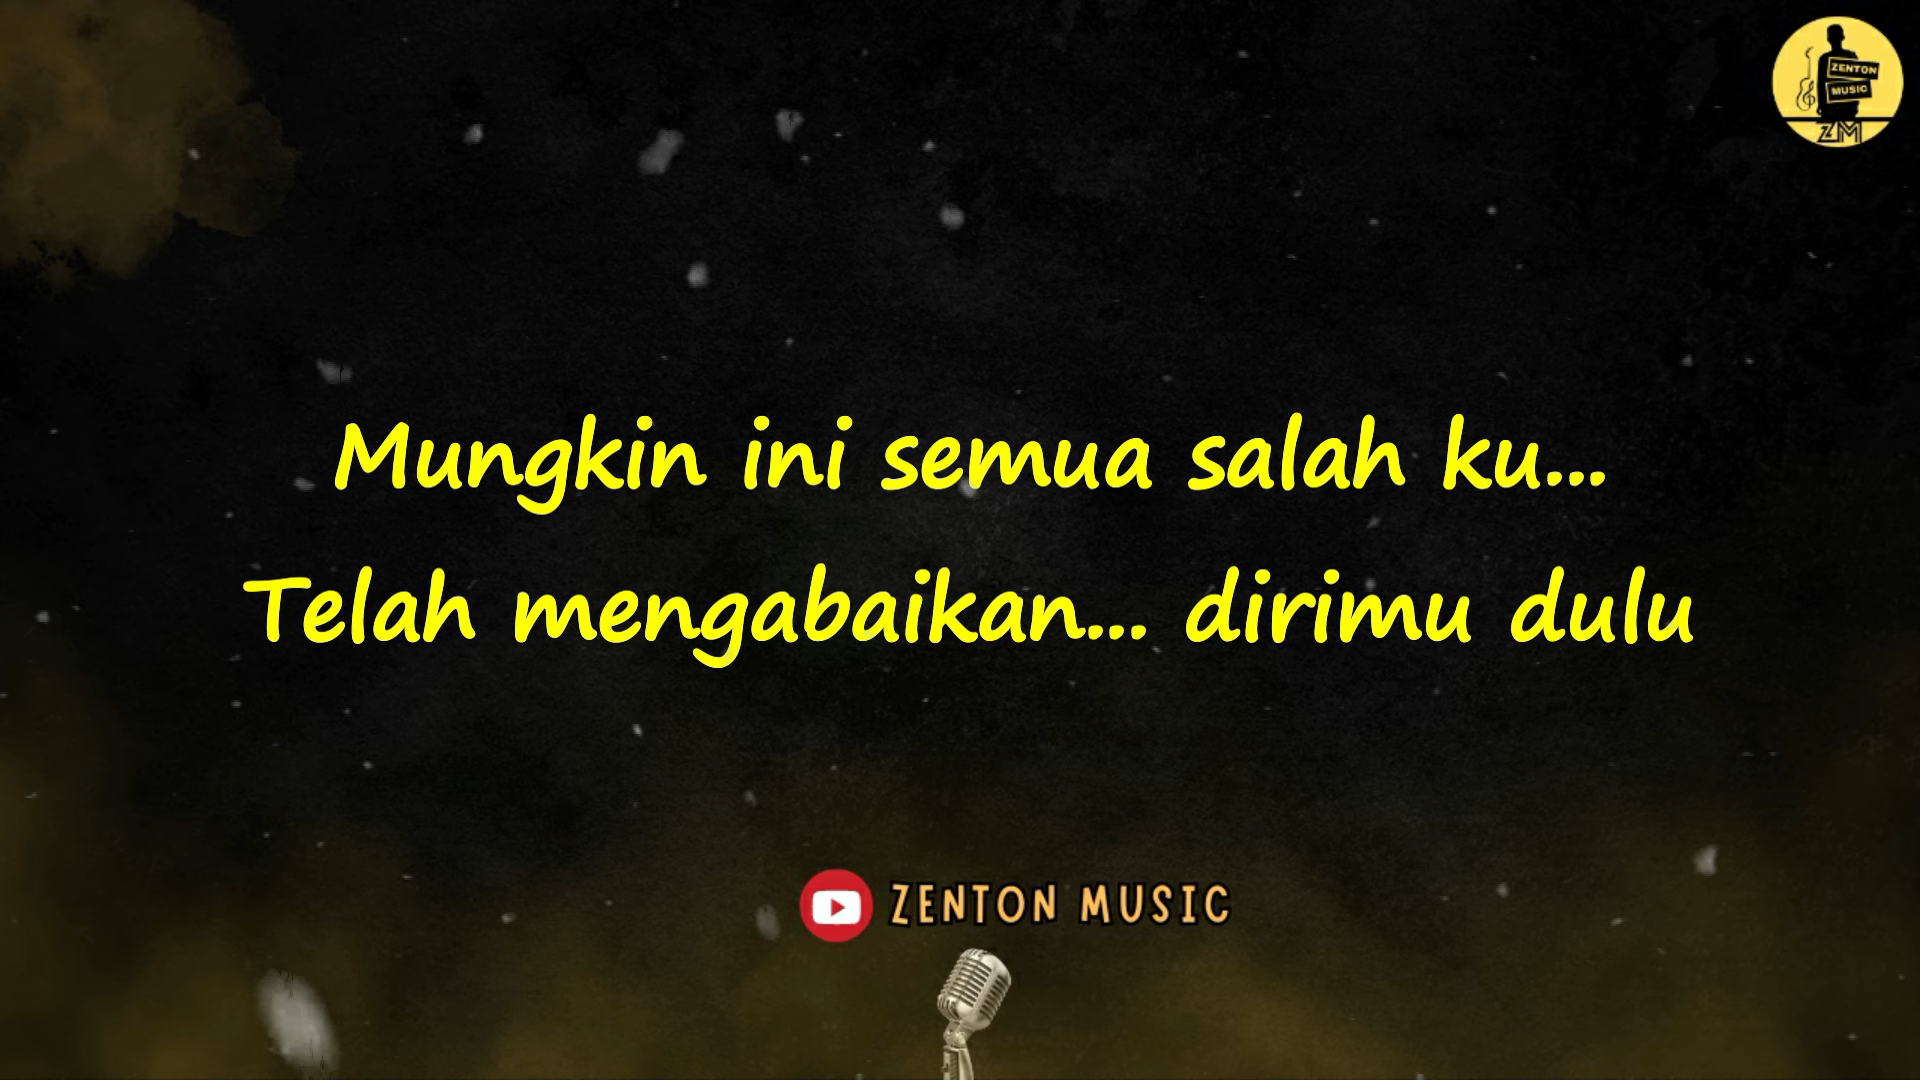 ZENTON
MUSIC
ZM
Mungkin ini semua salah ku...
Telah mengabaikan... dirimu dulu
ZENTON MUSIC